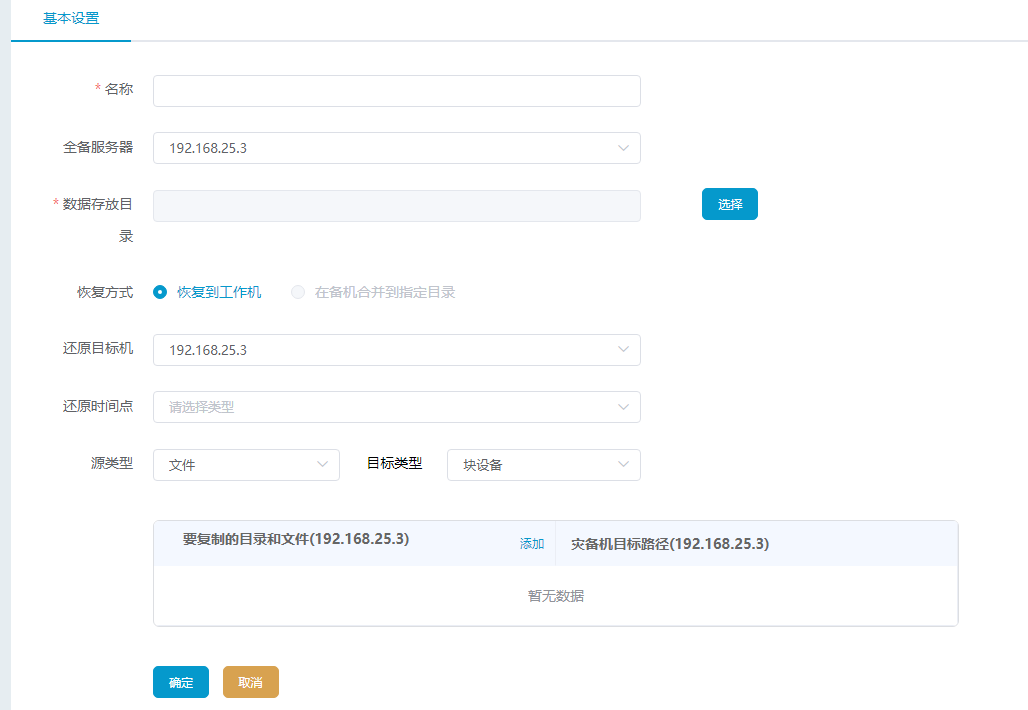 基本设置
* 名称
全备服务器
192.168.25.3
* 数据存放目
录
选择
恢复方式
恢复到工作机
在备机合并到指定目录
还原目标机
192.168.25.3
还原时间点
请选择类型
源类型
文件
目标类型
块设备
要复制的目录和文件(192.168.25.3)
添加
灾备机目标路径(192.168.25.3)
暂无数据
确定
取消